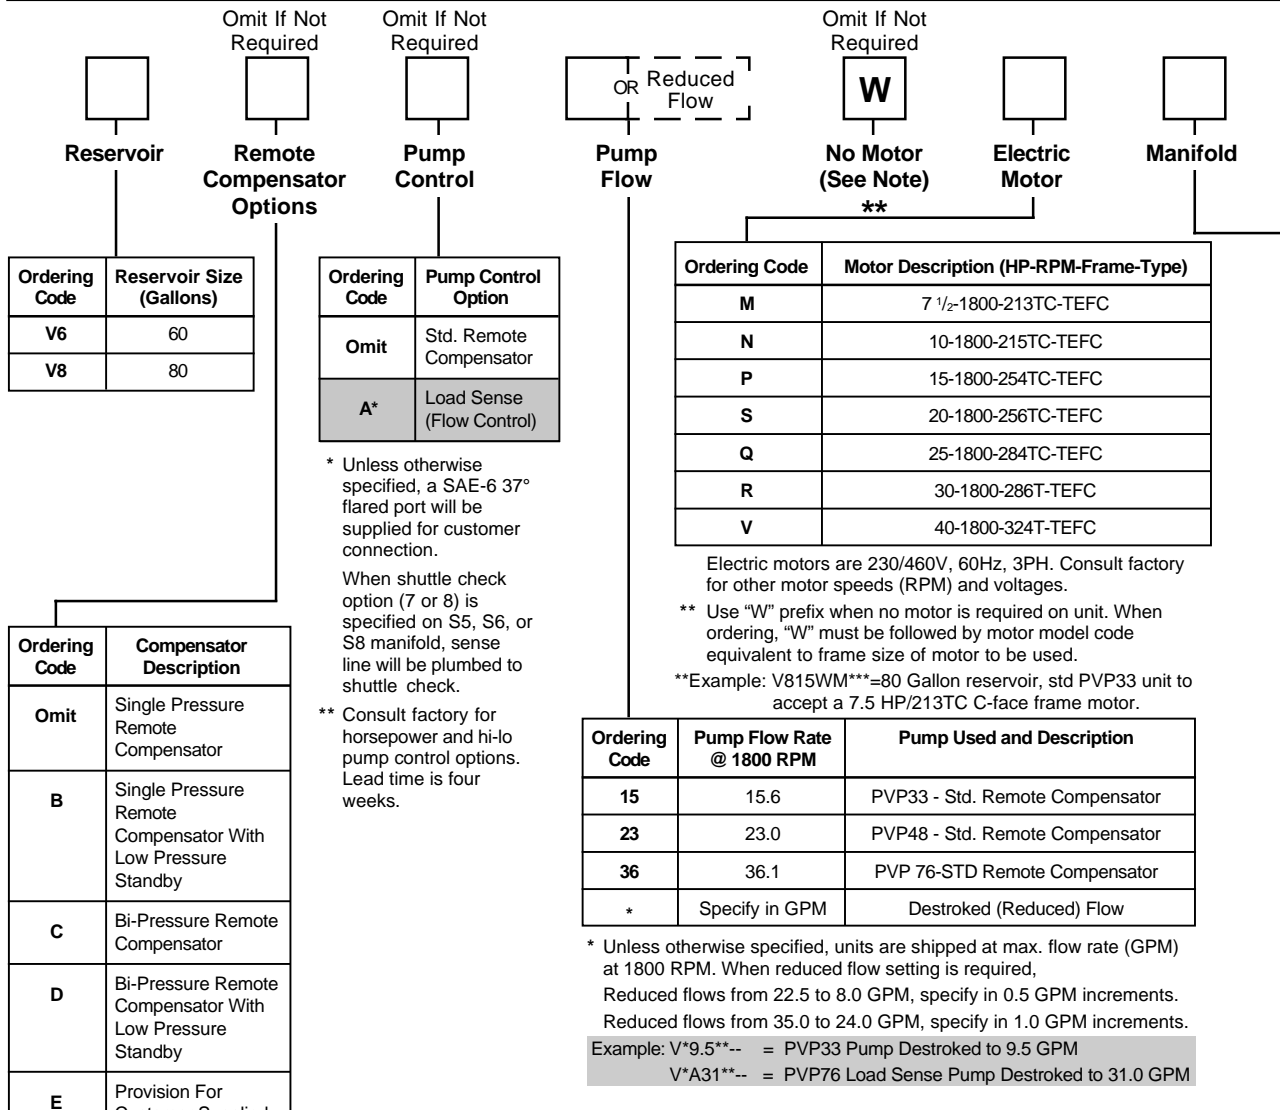 Omit If Not
Required
Omit If Not
Required
Omit If Not
Required
OR
Reduced
Flow
W
Reservoir
Remote
Compensator
Options
Pump
Control
Pump
Flow
No Motor
(See Note)
**
Electric
Motor
Manifold
Ordering Code Reservoir Size (Gallons)
V6 60
V8 80
Ordering Code Pump Control Option
Omit Std. Remote Compensator
A* Load Sense (Flow Control)
* Unless otherwise
specified, a SAE-6 37°
flared port will be
supplied for customer
connection.
When shuttle check
option (7 or 8) is
specified on S5, S6, or
S8 manifold, sense
line will be plumbed to
shuttle check.
** Consult factory for
horsepower and hi-lo
pump control options.
Lead time is four
weeks.
Ordering Code Compensator Description
Omit Single Pressure Remote Compensator
B Single Pressure Remote Compensator With Low Pressure Standby
C Bi-Pressure Remote Compensator
D Bi-Pressure Remote Compensator With Low Pressure Standby
E Provision For
Ordering Code Motor Description (HP-RPM-Frame-Type)
M 7 1/2-1800-213TC-TEFC
N 10-1800-215TC-TEFC
P 15-1800-254TC-TEFC
S 20-1800-256TC-TEFC
Q 25-1800-284TC-TEFC
R 30-1800-286T-TEFC
V 40-1800-324T-TEFC
Electric motors are 230/460V, 60Hz, 3PH. Consult factory
for other motor speeds (RPM) and voltages.
** Use “W” prefix when no motor is required on unit. When
ordering, “W” must be followed by motor model code
equivalent to frame size of motor to be used.
**Example: V815WM***=80 Gallon reservoir, std PVP33 unit to
accept a 7.5 HP/213TC C-face frame motor.
Ordering Code Pump Flow Rate @ 1800 RPM Pump Used and Description
15 15.6 PVP33 - Std. Remote Compensator
23 23.0 PVP48 - Std. Remote Compensator
36 36.1 PVP 76-STD Remote Compensator
* Specify in GPM Destroked (Reduced) Flow
* Unless otherwise specified, units are shipped at max. flow rate (GPM)
at 1800 RPM. When reduced flow setting is required,
Reduced flows from 22.5 to 8.0 GPM, specify in 0.5 GPM increments.
Reduced flows from 35.0 to 24.0 GPM, specify in 1.0 GPM increments.
Example: V*9.5**-- = PVP33 Pump Destroked to 9.5 GPM
V*A31**-- = PVP76 Load Sense Pump Destroked to 31.0 GPM